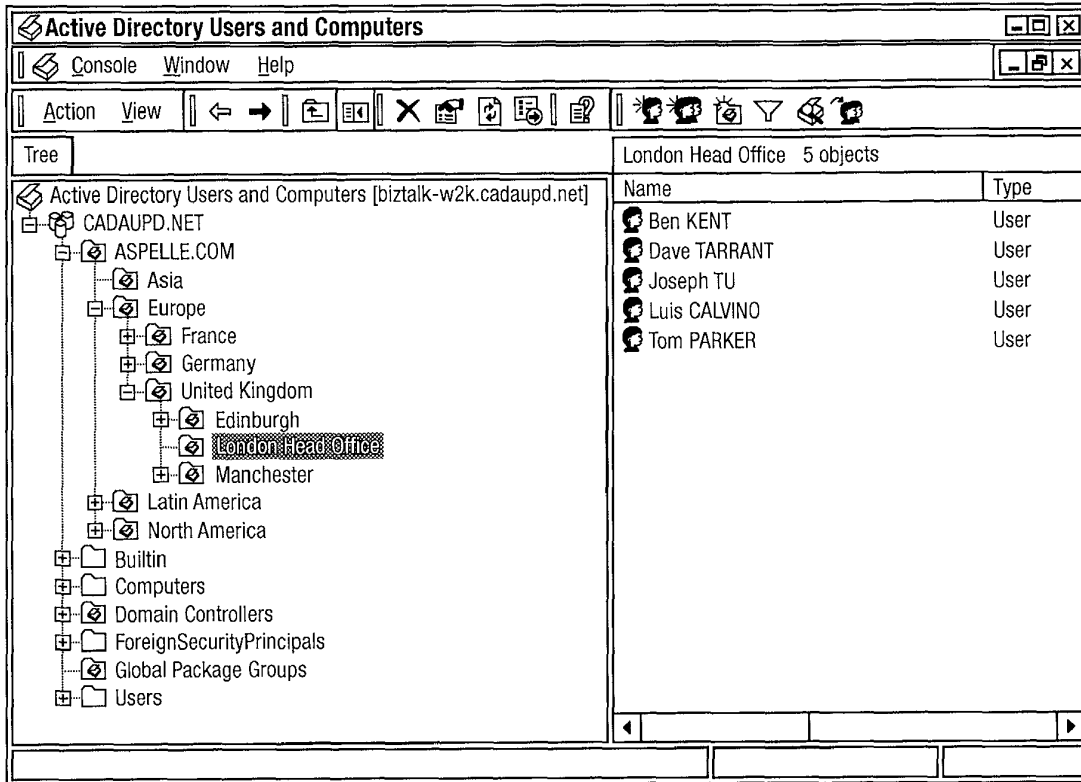 Active Directory Users and Computers
Console Window Help
Action View
Tree
London Head Office 5 objects
Active Directory Users and Computers [biztalk-w2k.cadaupd.net]
CADAUPD.NET
ASPELLE.COM
Asia
Europe
France
Germany
United Kingdom
Edinburgh
London Head Office
Manchester
Latin America
North America
Builtin
Computers
Domain Controllers
ForeignSecurityPrincipals
Global Package Groups
Users
Name Type
Ben KENT User
Dave TARRANT User
Joseph TU User
Luis CALVINO User
Tom PARKER User